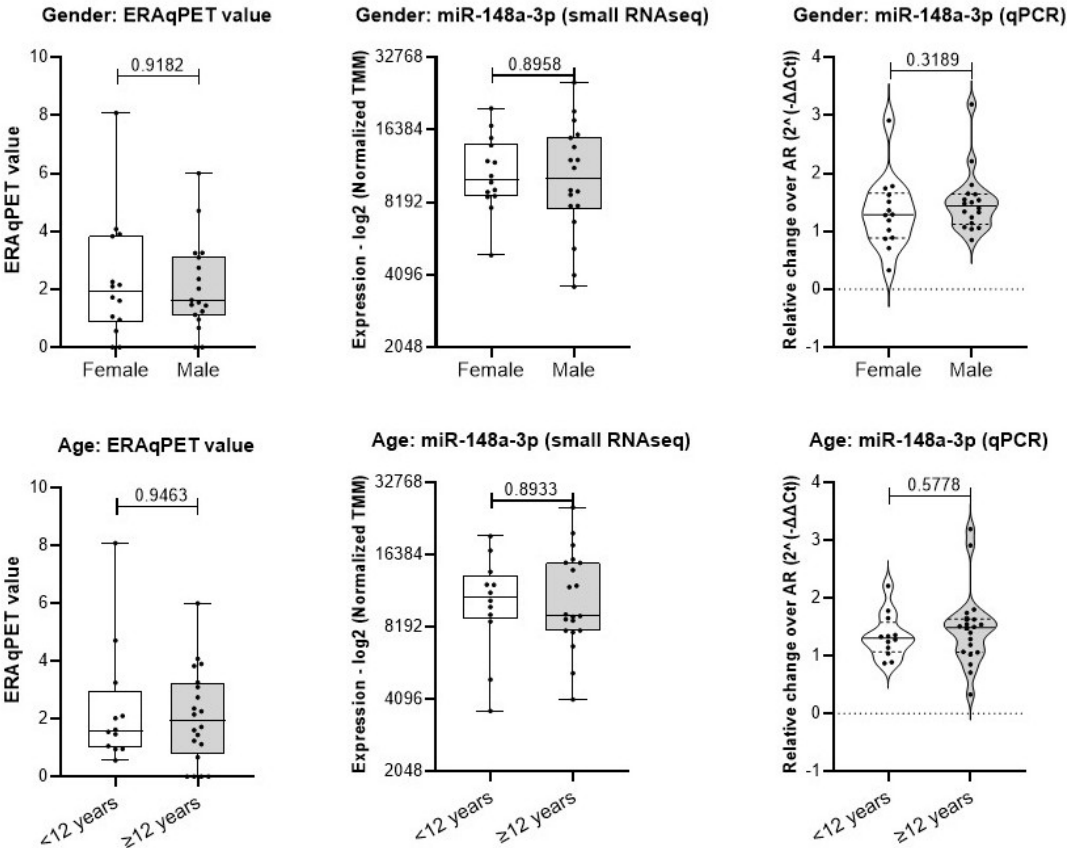 Gender: ERAqPET value
ERAqPET value
10
8
6
4
2
0
0.9182
Female Male
Gender: miR-148a-3p (small RNAseq)
Expression - log2 (Normalized TMM)
32768
16384
8192
4096
2048
0.8958
Female Male
Gender: miR-148a-3p (qPCR)
Relative change over AR (2^ (-ΔΔCt))
4
3
2
1
0
-1
0.3189
Female Male
Age: ERAqPET value
ERAqPET value
10
8
6
4
2
0
0.9463
<12 years ≥12 years
Age: miR-148a-3p (small RNAseq)
Expression - log2 (Normalized TMM)
32768
16384
8192
4096
2048
0.8933
<12 years ≥12 years
Age: miR-148a-3p (qPCR)
Relative change over AR (2^ (-ΔΔCt))
4
3
2
1
0
-1
0.5778
<12 years ≥12 years